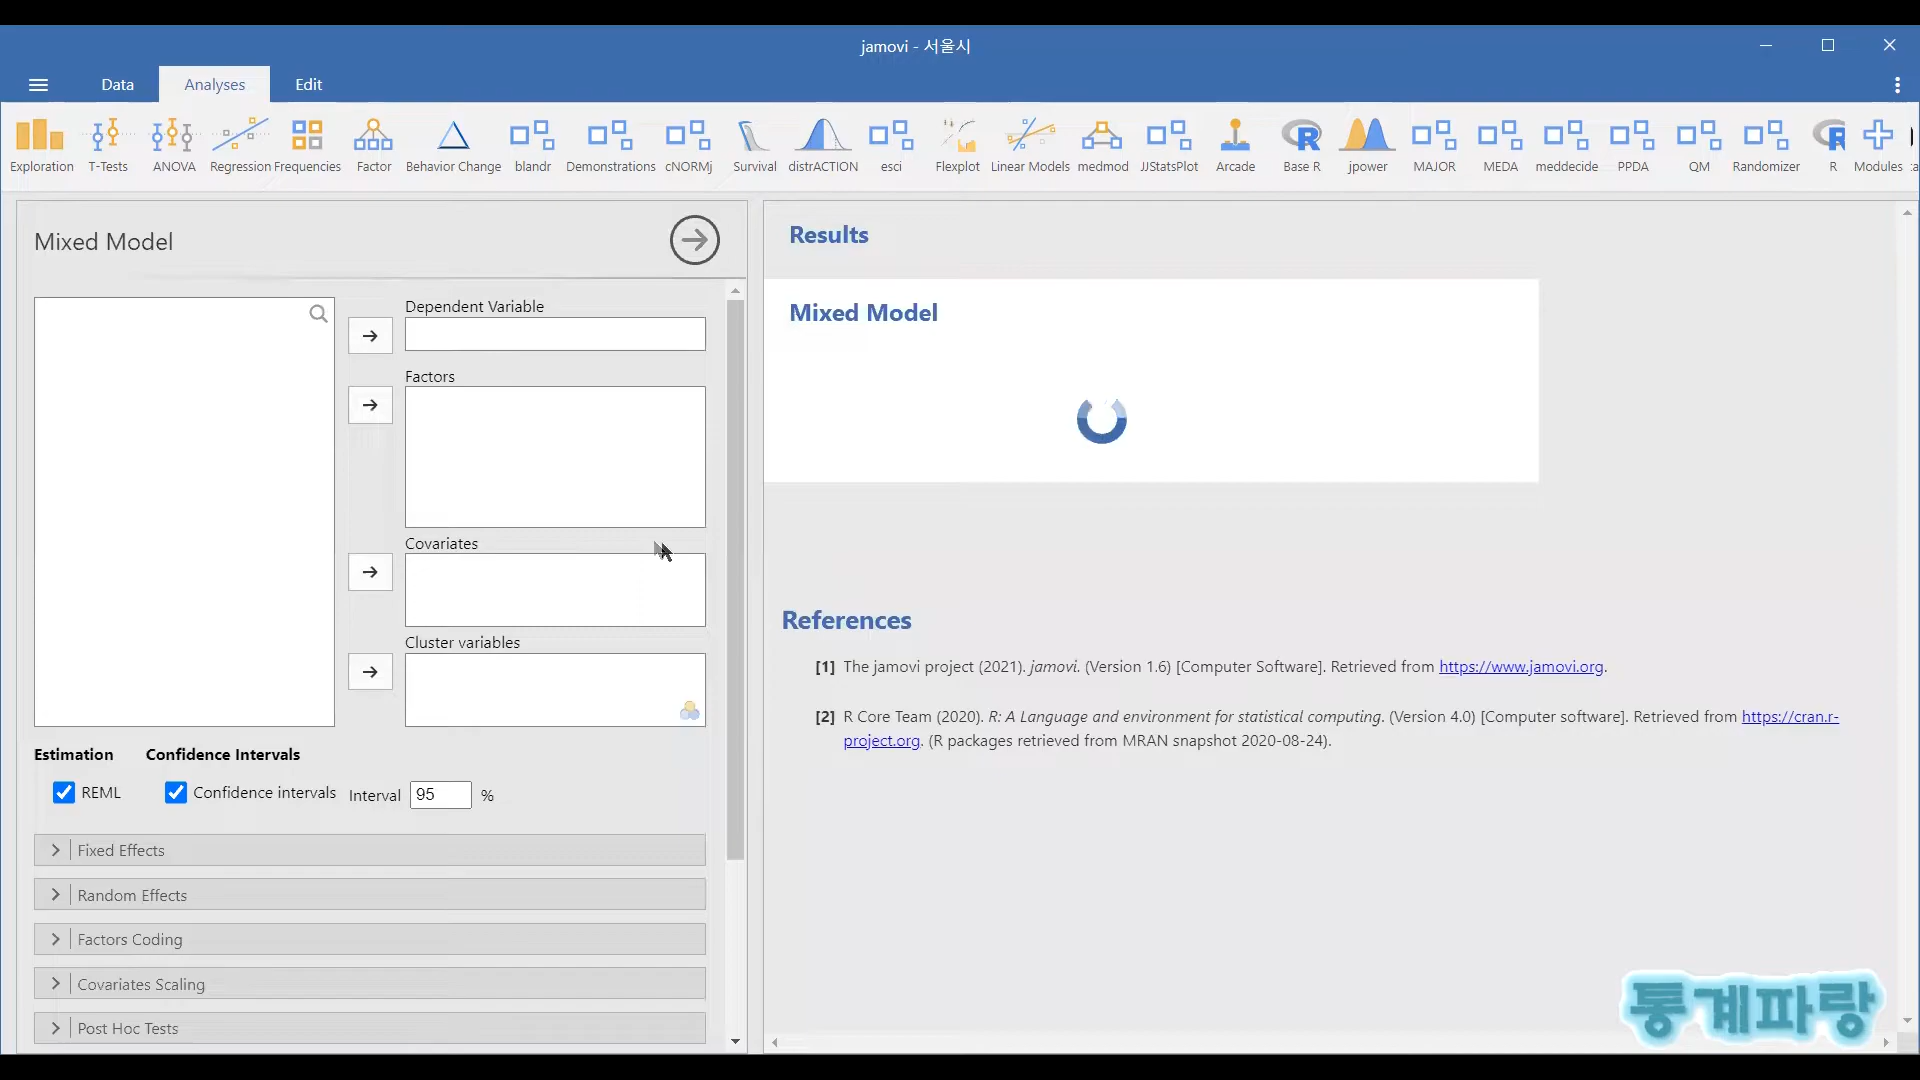 jamovi - 서울시
Data
Analyses
Edit
Exploration
T-Tests
ANOVA
Regression
Frequencies
Factor
Behavior Change
blandr
Demonstrations
cNORMj
Survival
distrACTION
esci
Flexplot
Linear Models
medmod
JJStatsPlot
Arcade
Base R
jpower
MAJOR
MEDA
meddecide
PPDA
QM
Randomizer
R
Modules
Mixed Model
Dependent Variable
Factors
Covariates
Cluster variables
Estimation
Confidence Intervals
REML
Confidence intervals
Interval 95 %
Fixed Effects
Random Effects
Factors Coding
Covariates Scaling
Post Hoc Tests
Results
Mixed Model
References
[1] The jamovi project (2021). jamovi. (Version 1.6) [Computer Software]. Retrieved from https://www.jamovi.org.
[2] R Core Team (2020). R: A Language and environment for statistical computing. (Version 4.0) [Computer software]. Retrieved from https://cran.r-
project.org. (R packages retrieved from MRAN snapshot 2020-08-24).
통계파랑